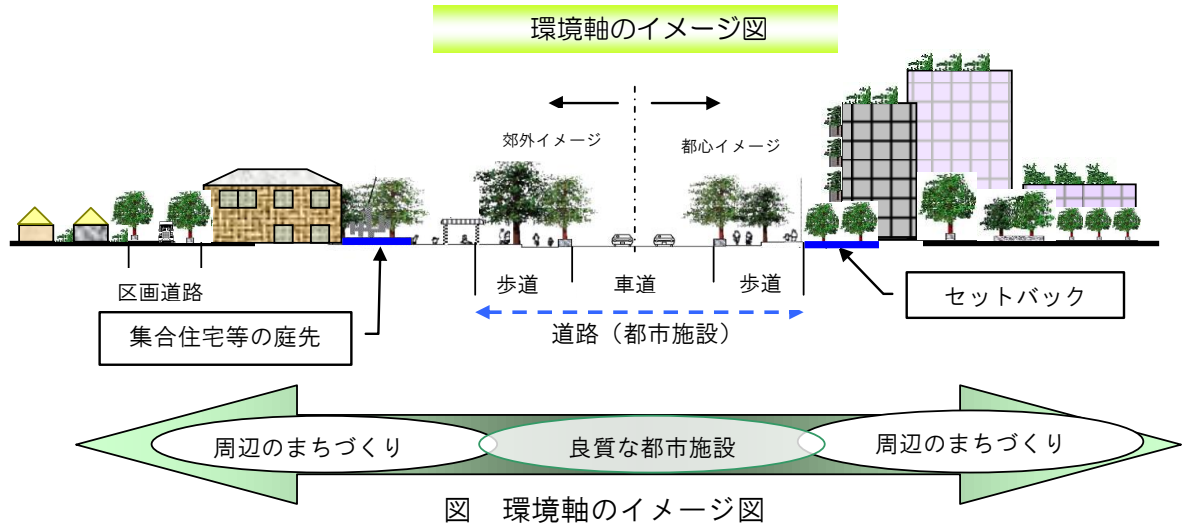 環境軸のイメージ図
郊外イメージ
都心イメージ
区画道路
歩道
車道
歩道
セットバック
集合住宅等の庭先
道路（都市施設）
周辺のまちづくり
良質な都市施設
周辺のまちづくり
図　環境軸のイメージ図